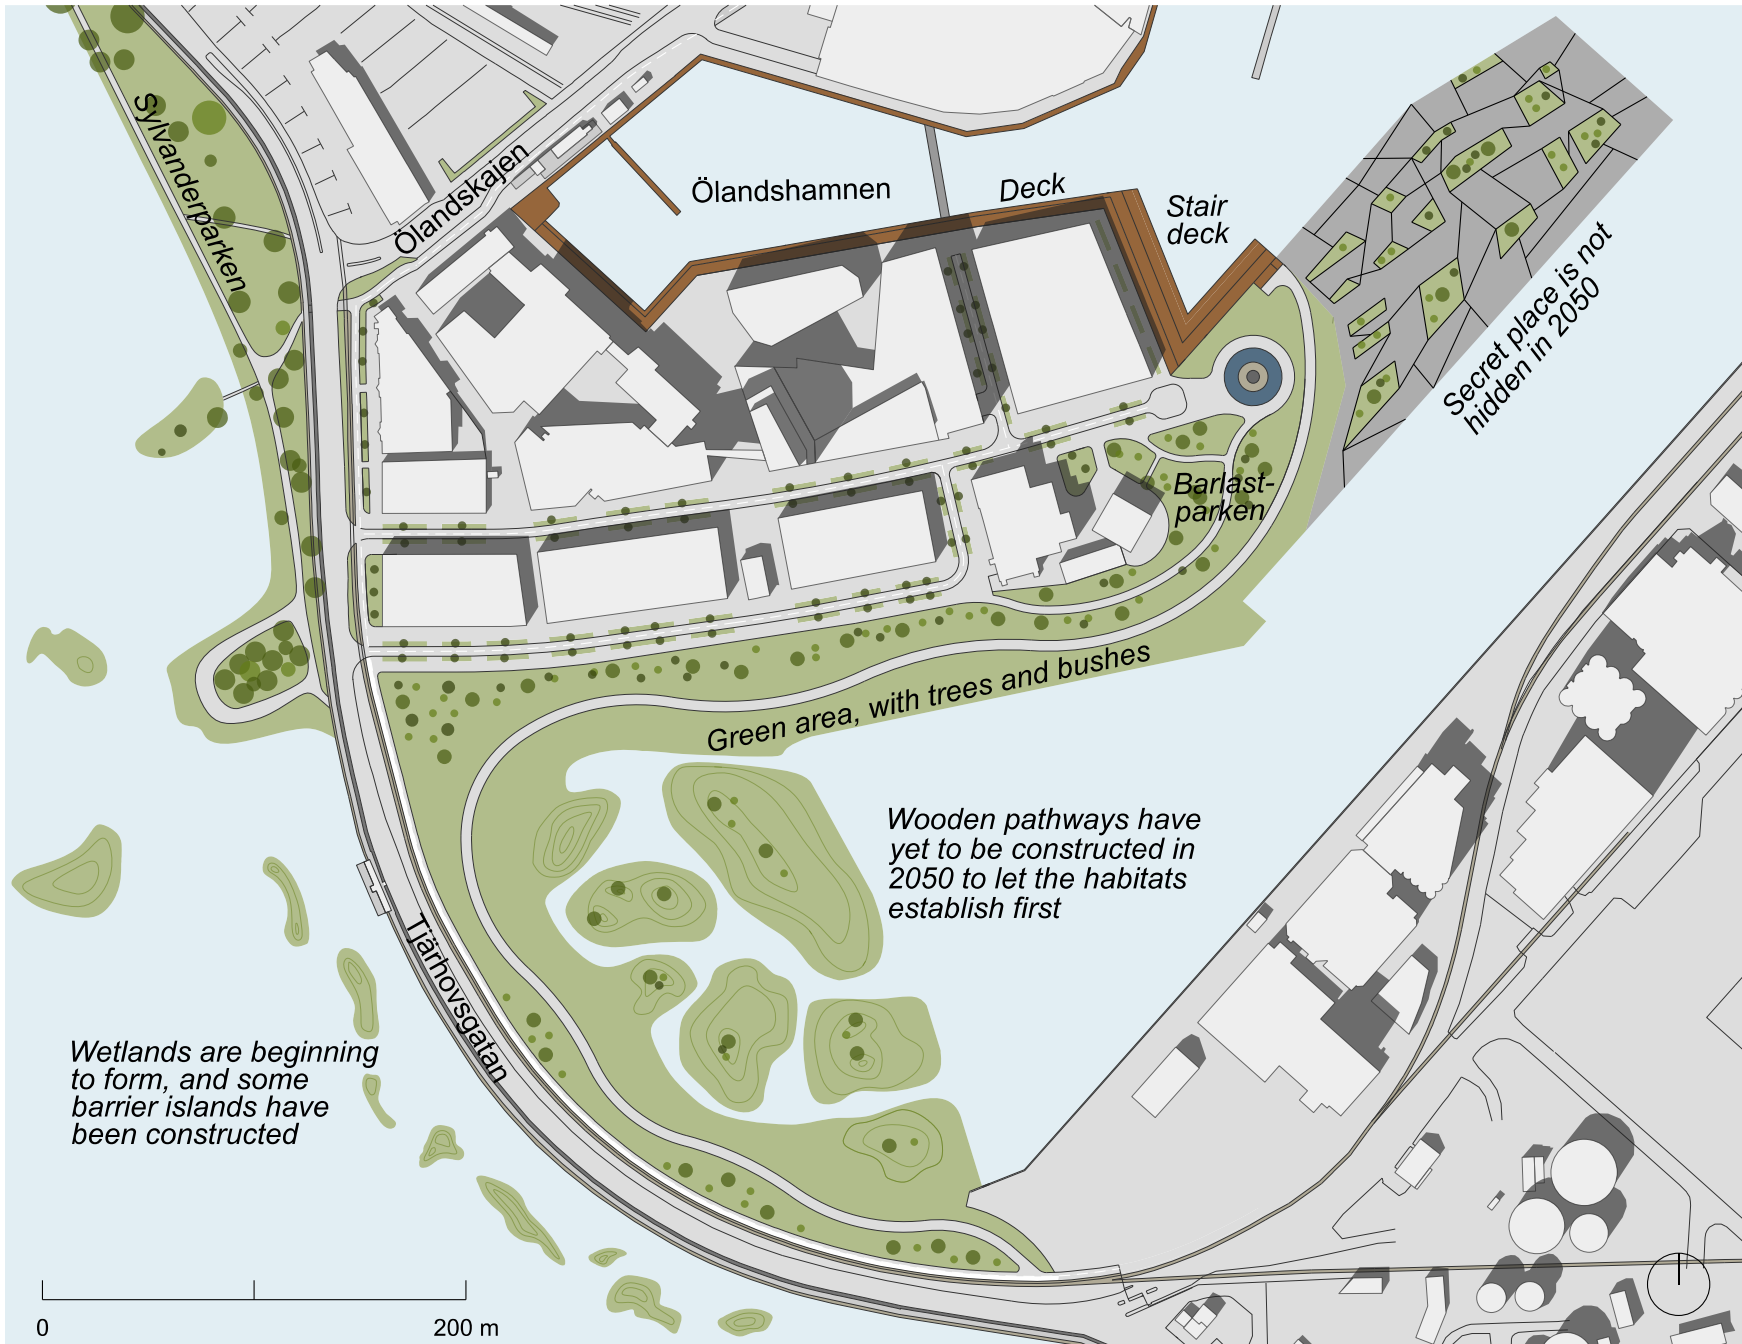 Sylvanderparken
Ölandskajen
Ölandshamnen
Deck
Stair
deck
Secret place is not
hidden in 2050
Barlast-
parken
Green area, with trees and bushes
Wooden pathways have
yet to be constructed in
2050 to let the habitats
establish first
Tjärhovsgatan
Wetlands are beginning
to form, and some
barrier islands have
been constructed
0
200 m